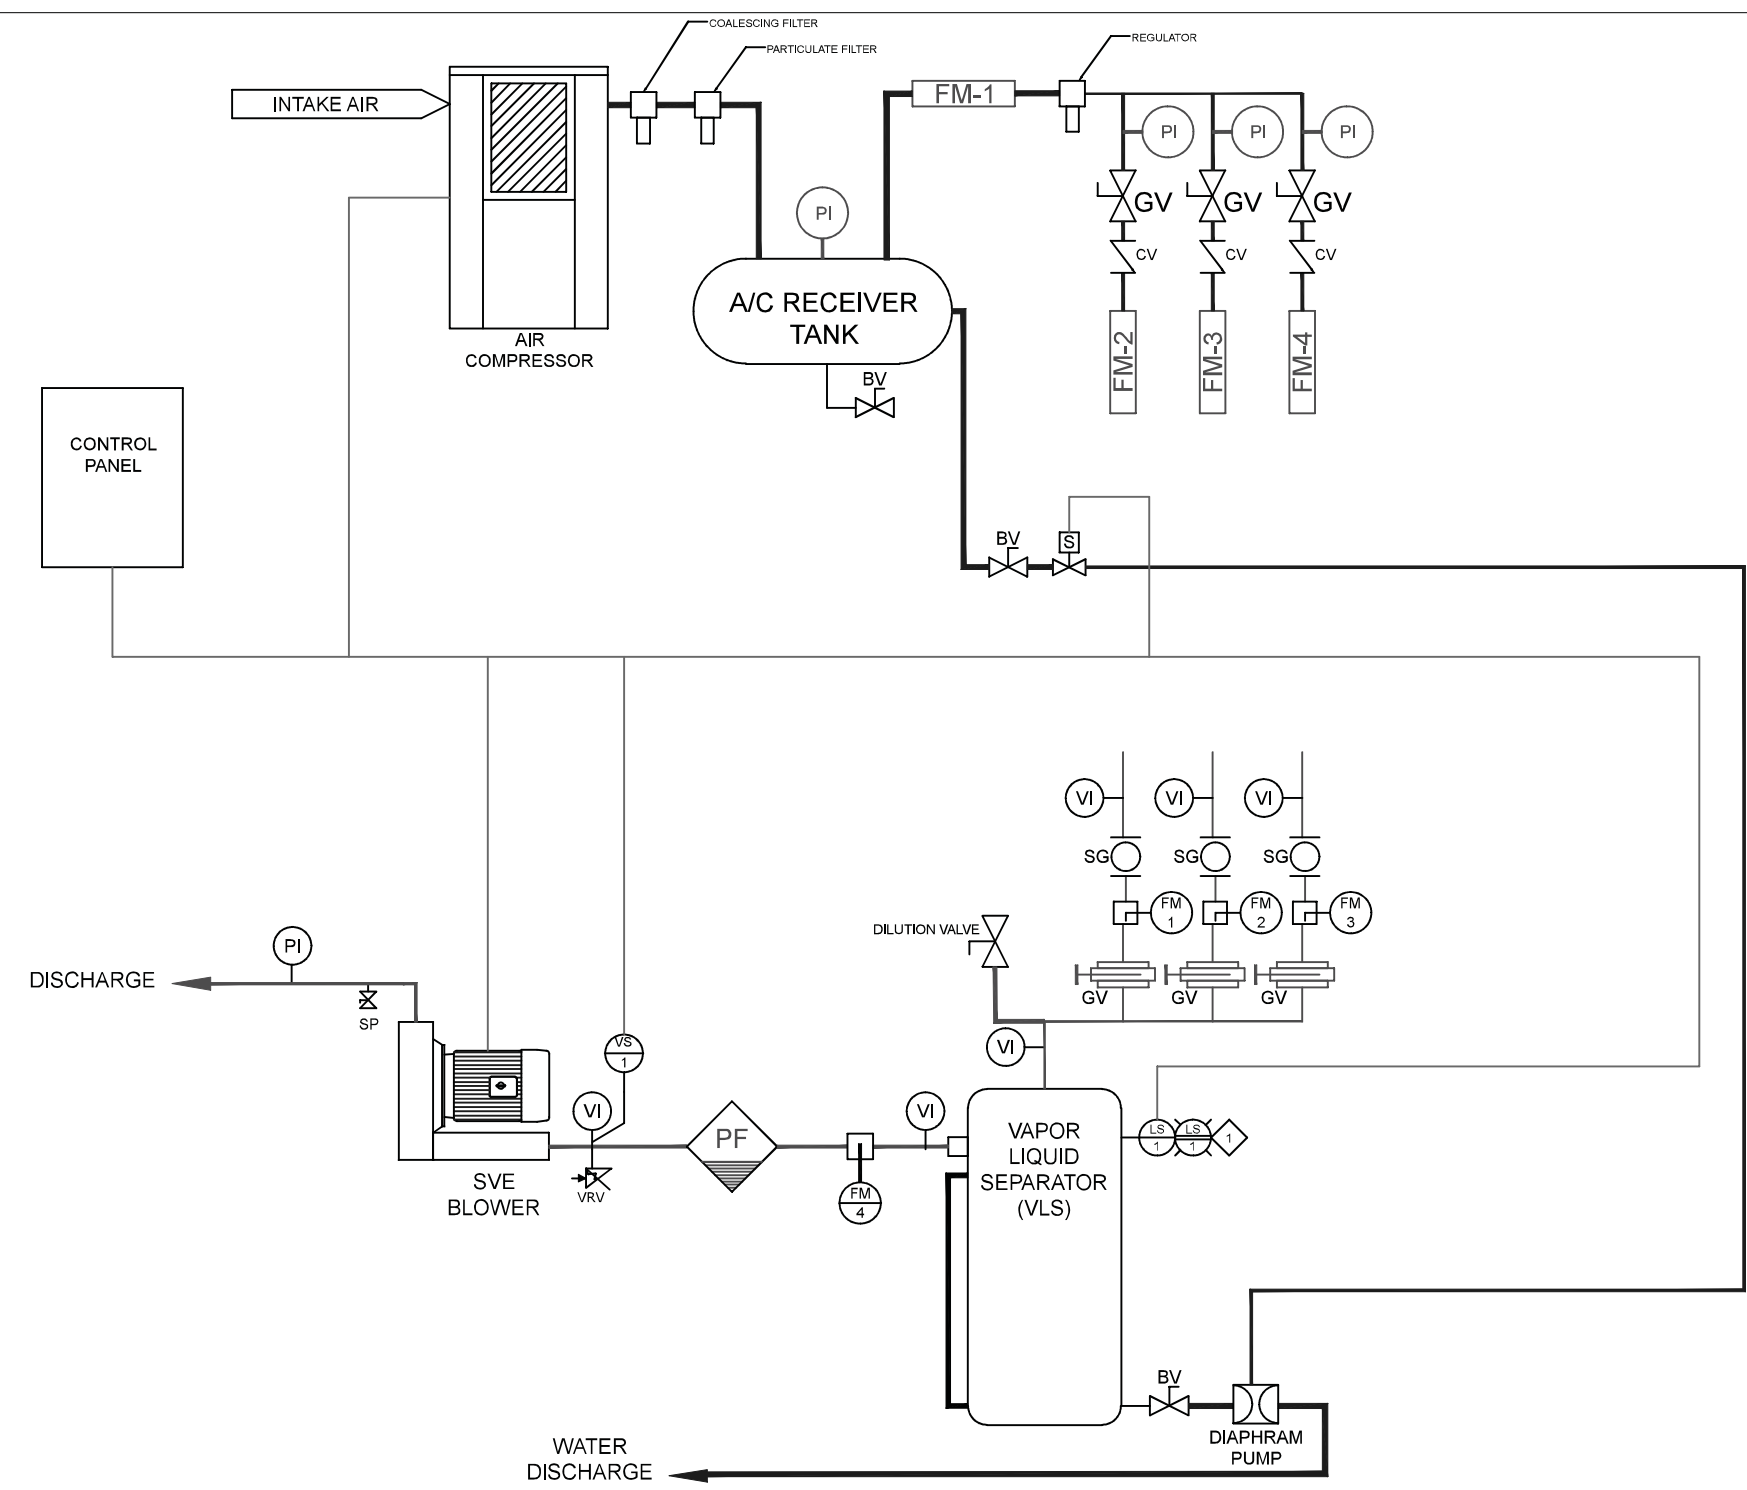 COALESCING FILTER
PARTICULATE FILTER
REGULATOR
INTAKE AIR
FM-1
PI
PI
PI
GV
GV
GV
PI
CV
CV
CV
A/C RECEIVER
TANK
AIR
COMPRESSOR
FM-2
FM-3
FM-4
BV
CONTROL
PANEL
BV
S
VI
VI
VI
SG
SG
SG
FM
1
FM
2
FM
3
DILUTION VALVE
GV
GV
GV
PI
DISCHARGE
SP
VS
1
VI
VI
PF
VI
VAPOR
LIQUID
SEPARATOR
(VLS)
LS
1
LS
1
1
SVE
BLOWER
VRV
FM
4
BV
DIAPHRAM
PUMP
WATER
DISCHARGE